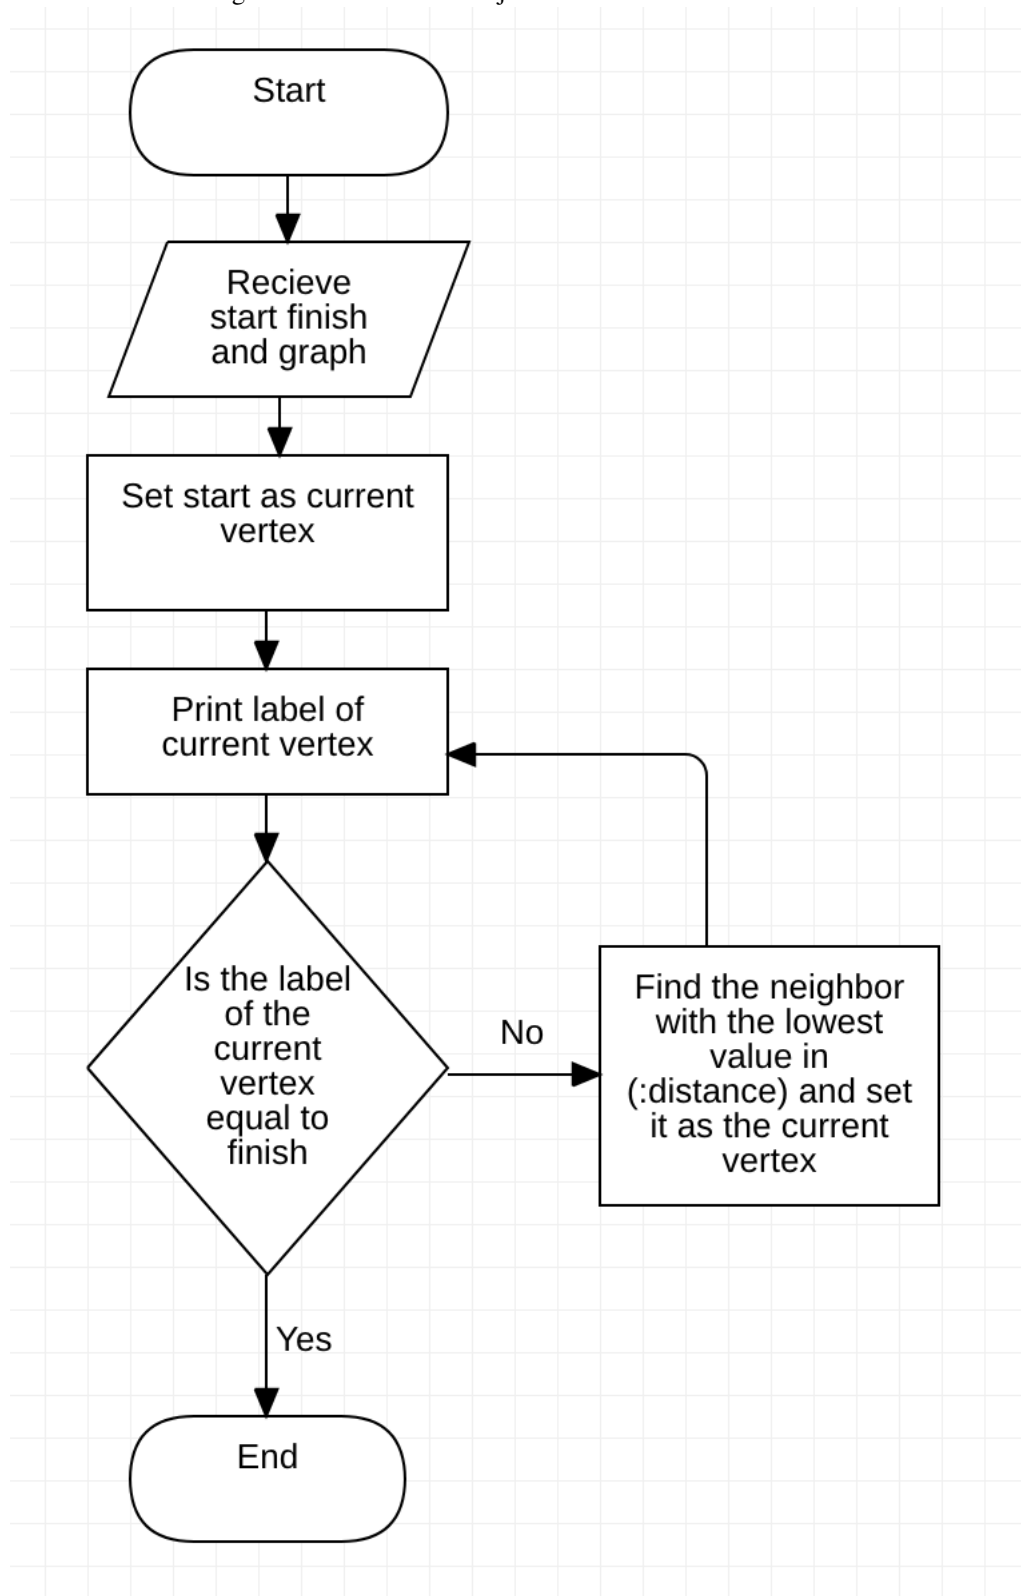 Start
Recieve
start finish
and graph
Set start as current
vertex
Print label of
current vertex
Is the label
of the
current
vertex
equal to
finish
No
Find the neighbor
with the lowest
value in
(:distance) and set
it as the current
vertex
Yes
End